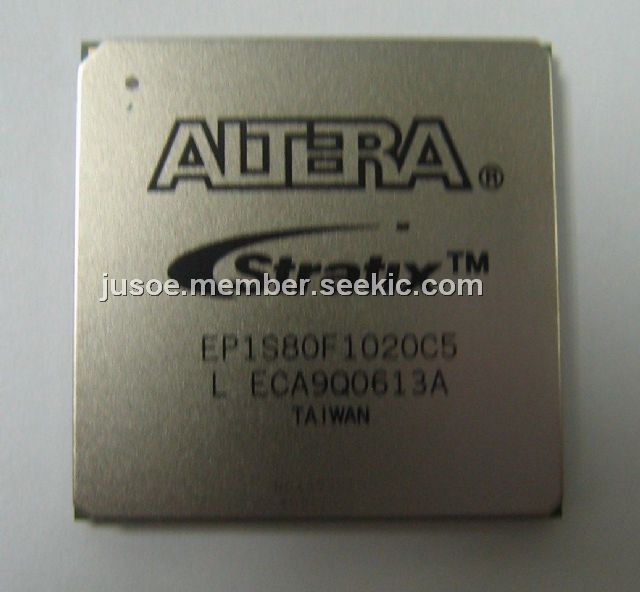 ALTERA®
Stratix™
jusoe.member.seekic.com
EP1S80F1020C5
L ECA9Q0613A
TAIWAN